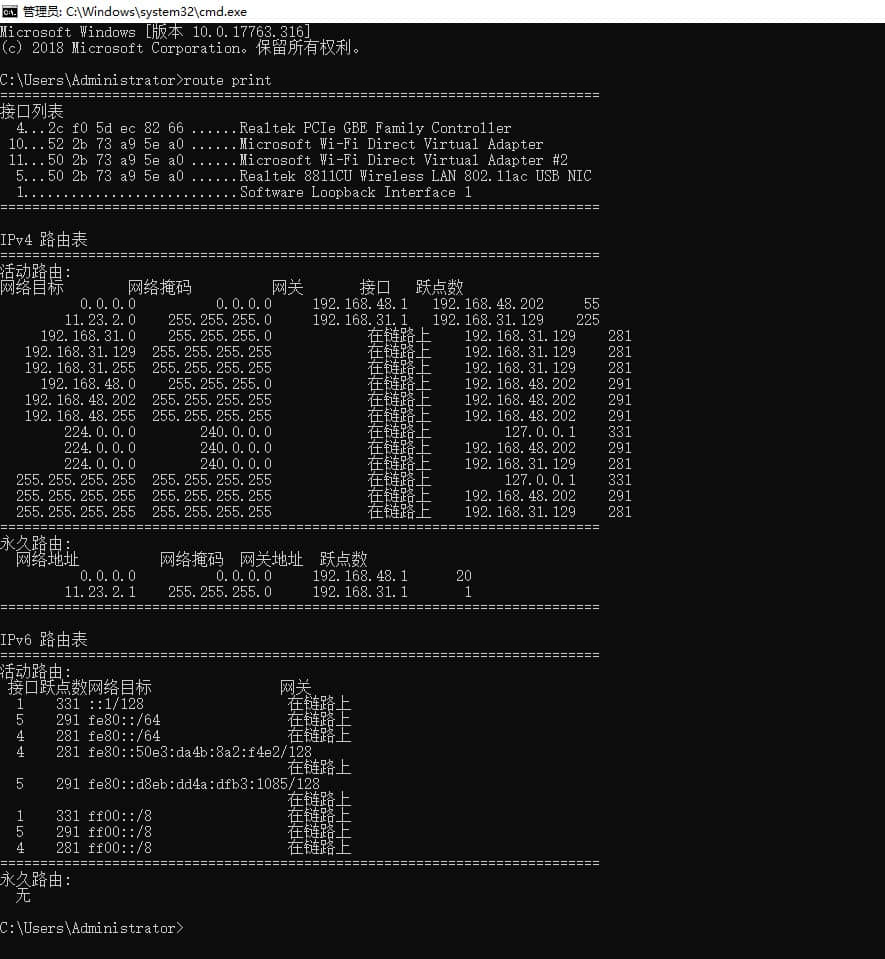 管理员: C:\Windows\system32\cmd.exe
Microsoft Windows [版本 10.0.17763.316]
(c) 2018 Microsoft Corporation。保留所有权利。
C:\Users\Administrator>route print
===========================================================================
接口列表
  4...2c f0 5d ec 82 66 ......Realtek PCIe GBE Family Controller
 10...52 2b 73 a9 5e a0 ......Microsoft Wi-Fi Direct Virtual Adapter
 11...50 2b 73 a9 5e a0 ......Microsoft Wi-Fi Direct Virtual Adapter #2
  5...50 2b 73 a9 5e a0 ......Realtek 8811CU Wireless LAN 802.11ac USB NIC
  1...........................Software Loopback Interface 1
===========================================================================
IPv4 路由表
===========================================================================
活动路由:
网络目标        网络掩码          网关       接口   跃点数
          0.0.0.0          0.0.0.0     192.168.48.1   192.168.48.202     55
        11.23.2.0    255.255.255.0     192.168.31.1   192.168.31.129    225
     192.168.31.0    255.255.255.0            在链路上    192.168.31.129    281
   192.168.31.129  255.255.255.255            在链路上    192.168.31.129    281
   192.168.31.255  255.255.255.255            在链路上    192.168.31.129    281
     192.168.48.0    255.255.255.0            在链路上    192.168.48.202    291
   192.168.48.202  255.255.255.255            在链路上    192.168.48.202    291
   192.168.48.255  255.255.255.255            在链路上    192.168.48.202    291
        224.0.0.0        240.0.0.0            在链路上         127.0.0.1    331
        224.0.0.0        240.0.0.0            在链路上    192.168.48.202    291
        224.0.0.0        240.0.0.0            在链路上    192.168.31.129    281
  255.255.255.255  255.255.255.255            在链路上         127.0.0.1    331
  255.255.255.255  255.255.255.255            在链路上    192.168.48.202    291
  255.255.255.255  255.255.255.255            在链路上    192.168.31.129    281
===========================================================================
永久路由:
  网络地址          网络掩码  网关地址  跃点数
          0.0.0.0          0.0.0.0     192.168.48.1      20
        11.23.2.1    255.255.255.0     192.168.31.1       1
===========================================================================
IPv6 路由表
===========================================================================
活动路由:
 接口跃点数网络目标                网关
  1    331 ::1/128                  在链路上
  5    291 fe80::/64                在链路上
  4    281 fe80::/64                在链路上
  4    281 fe80::50e3:da4b:8a2:f4e2/128
                                    在链路上
  5    291 fe80::d8eb:dd4a:dfb3:1085/128
                                    在链路上
  1    331 ff00::/8                 在链路上
  5    291 ff00::/8                 在链路上
  4    281 ff00::/8                 在链路上
===========================================================================
永久路由:
  无
C:\Users\Administrator>